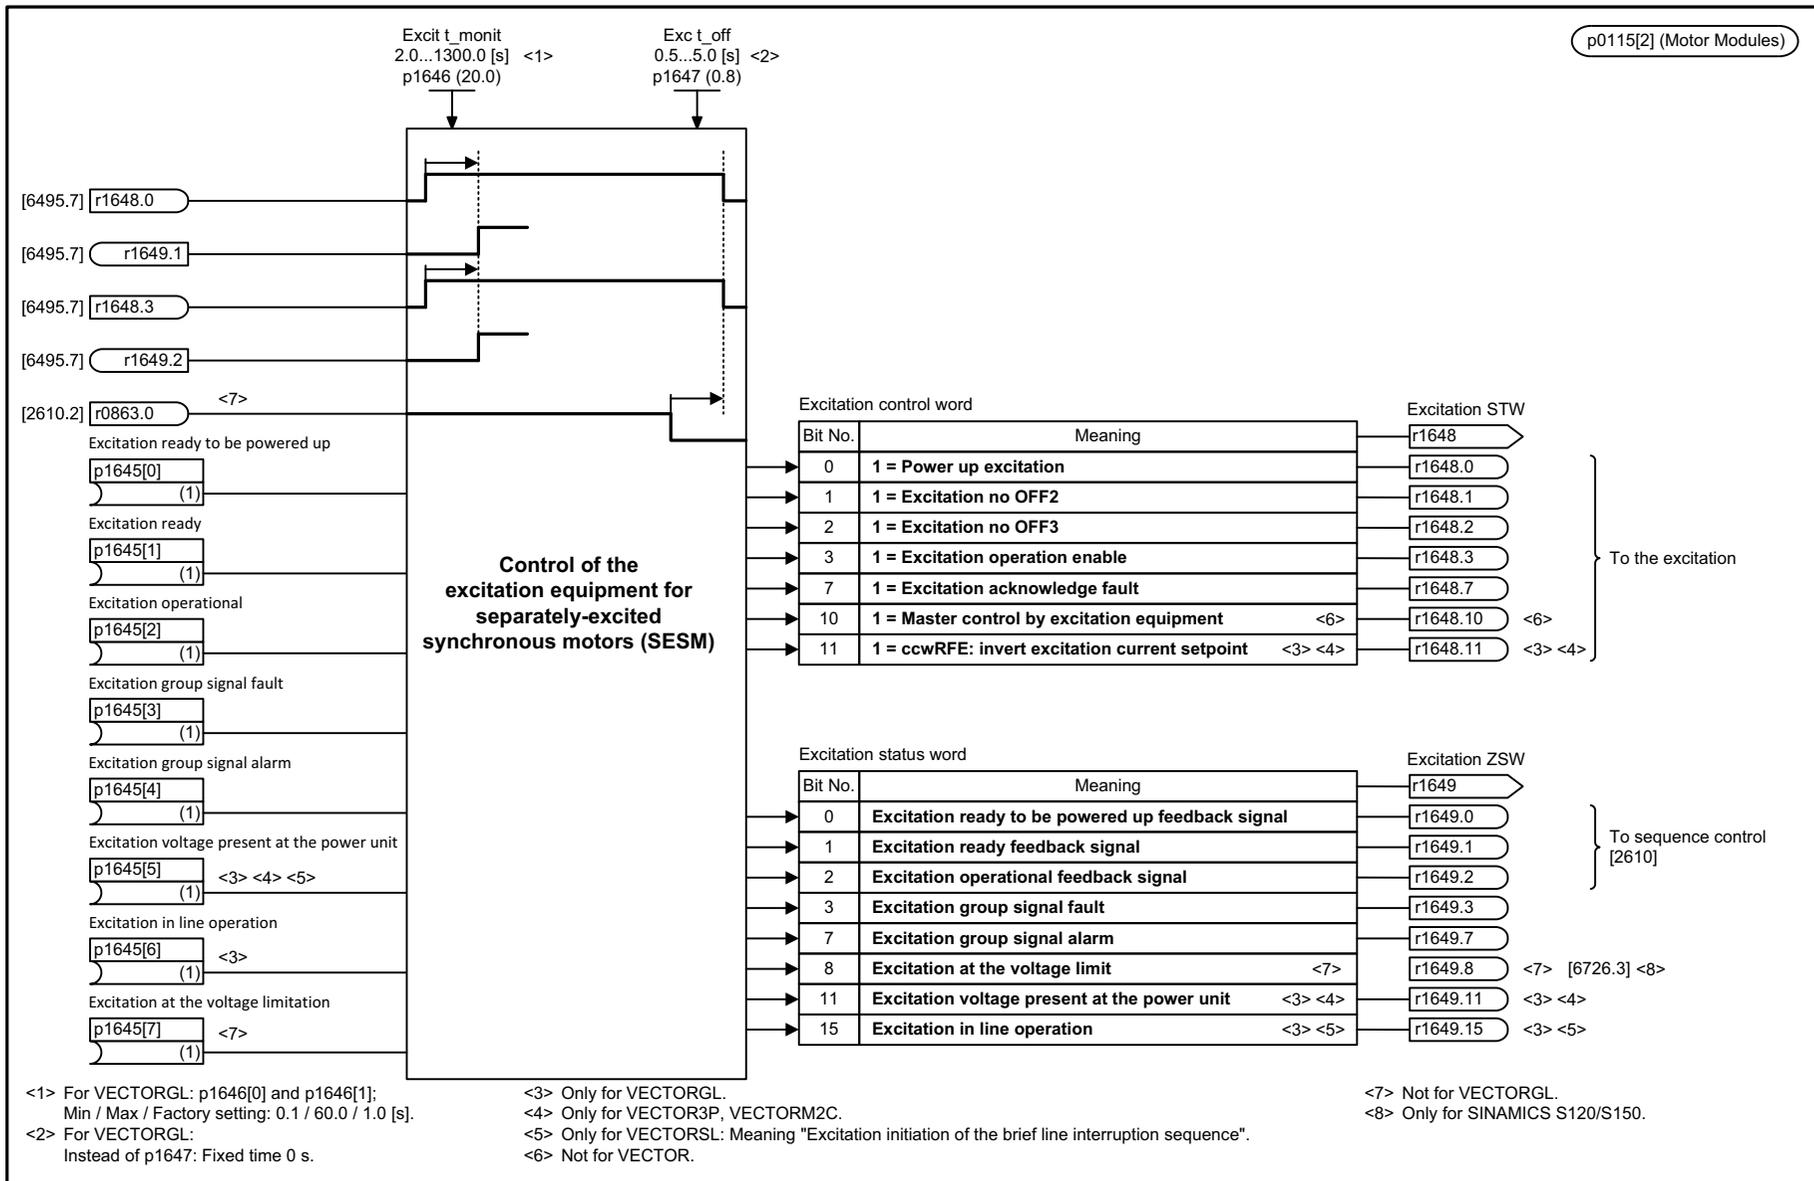 Excit t_monit
2.0...1300.0 [s] <1>
p1646 (20.0)
Exc t_off
0.5...5.0 [s] <2>
p1647 (0.8)
p0115[2] (Motor Modules)
[6495.7] r1648.0
[6495.7] r1649.1
[6495.7] r1648.3
[6495.7] r1649.2
[2610.2] r0863.0 <7>
Excitation ready to be powered up
p1645[0]
(1)
Excitation ready
p1645[1]
(1)
Excitation operational
p1645[2]
(1)
Excitation group signal fault
p1645[3]
(1)
Excitation group signal alarm
p1645[4]
(1)
Excitation voltage present at the power unit
p1645[5] <3> <4> <5>
(1)
Excitation in line operation
p1645[6] <3>
(1)
Excitation at the voltage limitation
p1645[7] <7>
(1)
Control of the
excitation equipment for
separately-excited
synchronous motors (SESM)
Excitation control word Excitation STW
Bit No. Meaning r1648
0 1 = Power up excitation r1648.0
1 1 = Excitation no OFF2 r1648.1
2 1 = Excitation no OFF3 r1648.2
3 1 = Excitation operation enable r1648.3
7 1 = Excitation acknowledge fault r1648.7
10 1 = Master control by excitation equipment <6> r1648.10 <6>
11 1 = ccwRFE: invert excitation current setpoint <3> <4> r1648.11 <3> <4>
To the excitation
Excitation status word Excitation ZSW
Bit No. Meaning r1649
0 Excitation ready to be powered up feedback signal r1649.0
1 Excitation ready feedback signal r1649.1
2 Excitation operational feedback signal r1649.2
3 Excitation group signal fault r1649.3
7 Excitation group signal alarm r1649.7
8 Excitation at the voltage limit <7> r1649.8 <7> [6726.3] <8>
11 Excitation voltage present at the power unit <3> <4> r1649.11 <3> <4>
15 Excitation in line operation <3> <5> r1649.15 <3> <5>
To sequence control
[2610]
<1> For VECTORGL: p1646[0] and p1646[1];
Min / Max / Factory setting: 0.1 / 60.0 / 1.0 [s].
<2> For VECTORGL:
Instead of p1647: Fixed time 0 s.
<3> Only for VECTORGL.
<4> Only for VECTOR3P, VECTORM2C.
<5> Only for VECTORSL: Meaning "Excitation initiation of the brief line interruption sequence".
<6> Not for VECTOR.
<7> Not for VECTORGL.
<8> Only for SINAMICS S120/S150.